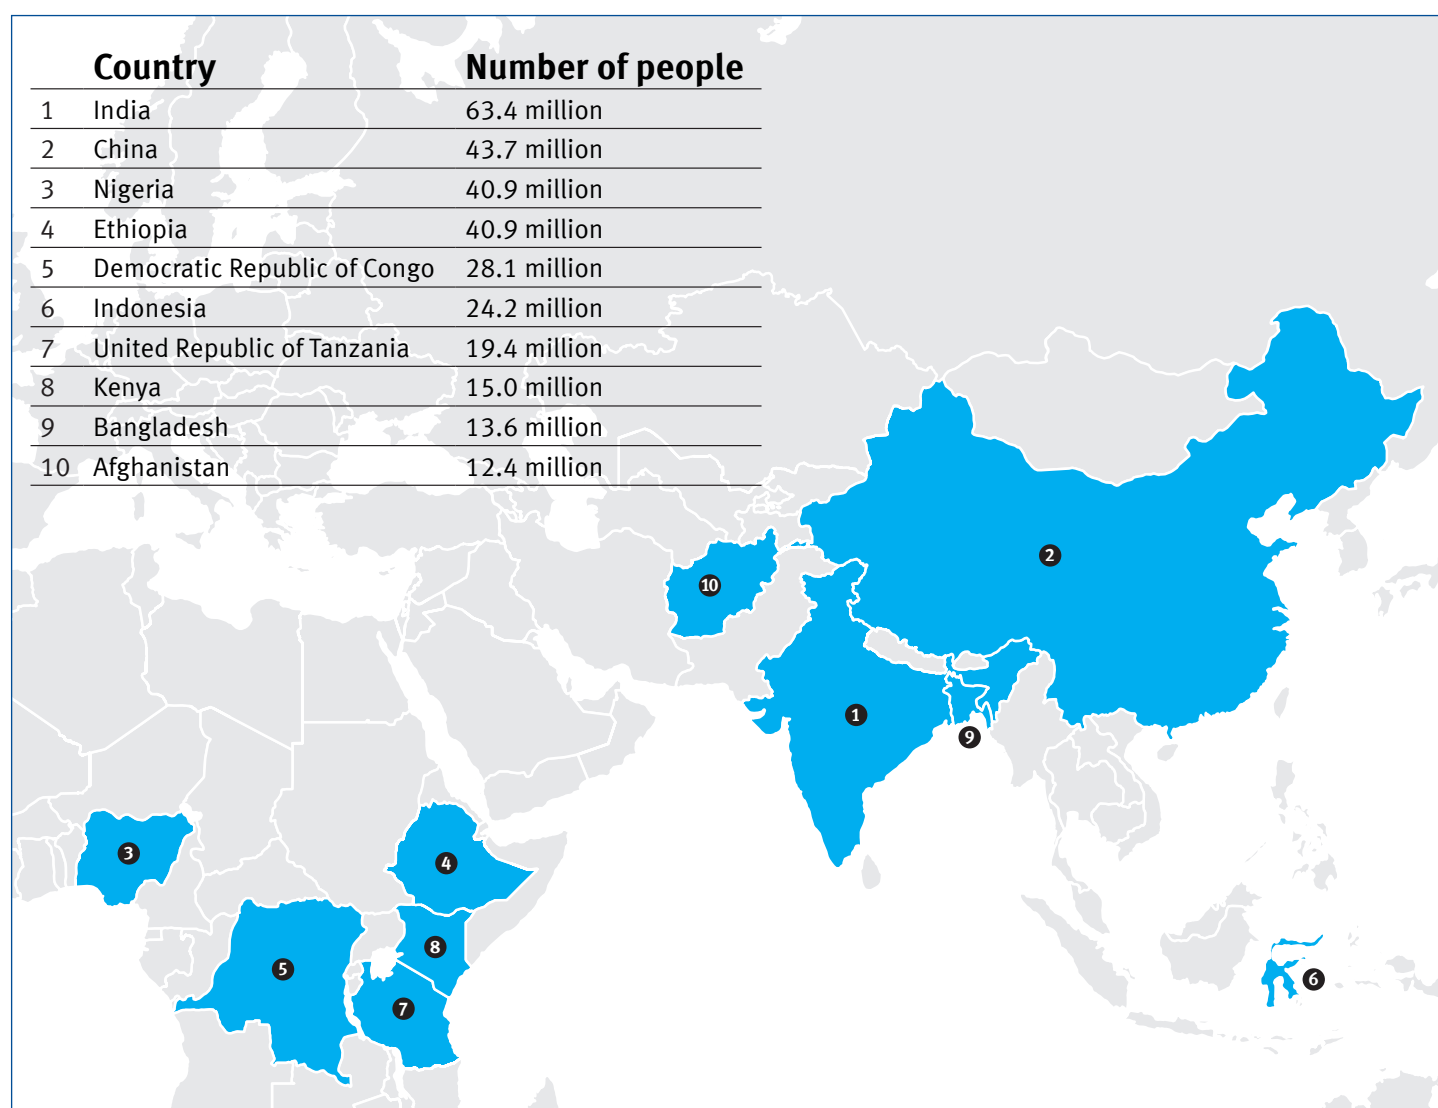 Country Number of people
1 India 63.4 million
2 China 43.7 million
3 Nigeria 40.9 million
4 Ethiopia 40.9 million
5 Democratic Republic of Congo 28.1 million
6 Indonesia 24.2 million
7 United Republic of Tanzania 19.4 million
8 Kenya 15.0 million
9 Bangladesh 13.6 million
10 Afghanistan 12.4 million
2
10
1
9
3
4
8
5
6
7